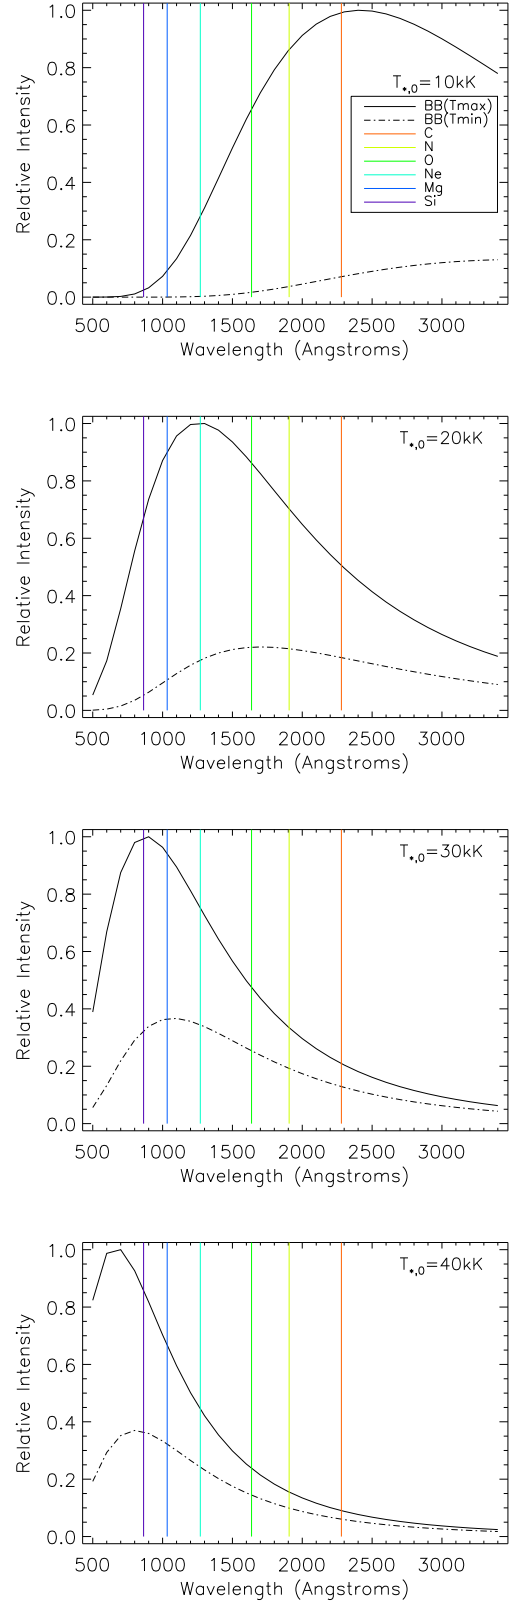 1.0
0.8
0.6
0.4
0.2
0.0
Relative Intensity
T*,0=10kK
BB(Tmax)
BB(Tmin)
C
N
O
Ne
Mg
Si
500 1000 1500 2000 2500 3000
Wavelength (Angstroms)
1.0
0.8
0.6
0.4
0.2
0.0
Relative Intensity
T*,0=20kK
500 1000 1500 2000 2500 3000
Wavelength (Angstroms)
1.0
0.8
0.6
0.4
0.2
0.0
Relative Intensity
T*,0=30kK
500 1000 1500 2000 2500 3000
Wavelength (Angstroms)
1.0
0.8
0.6
0.4
0.2
0.0
Relative Intensity
T*,0=40kK
500 1000 1500 2000 2500 3000
Wavelength (Angstroms)